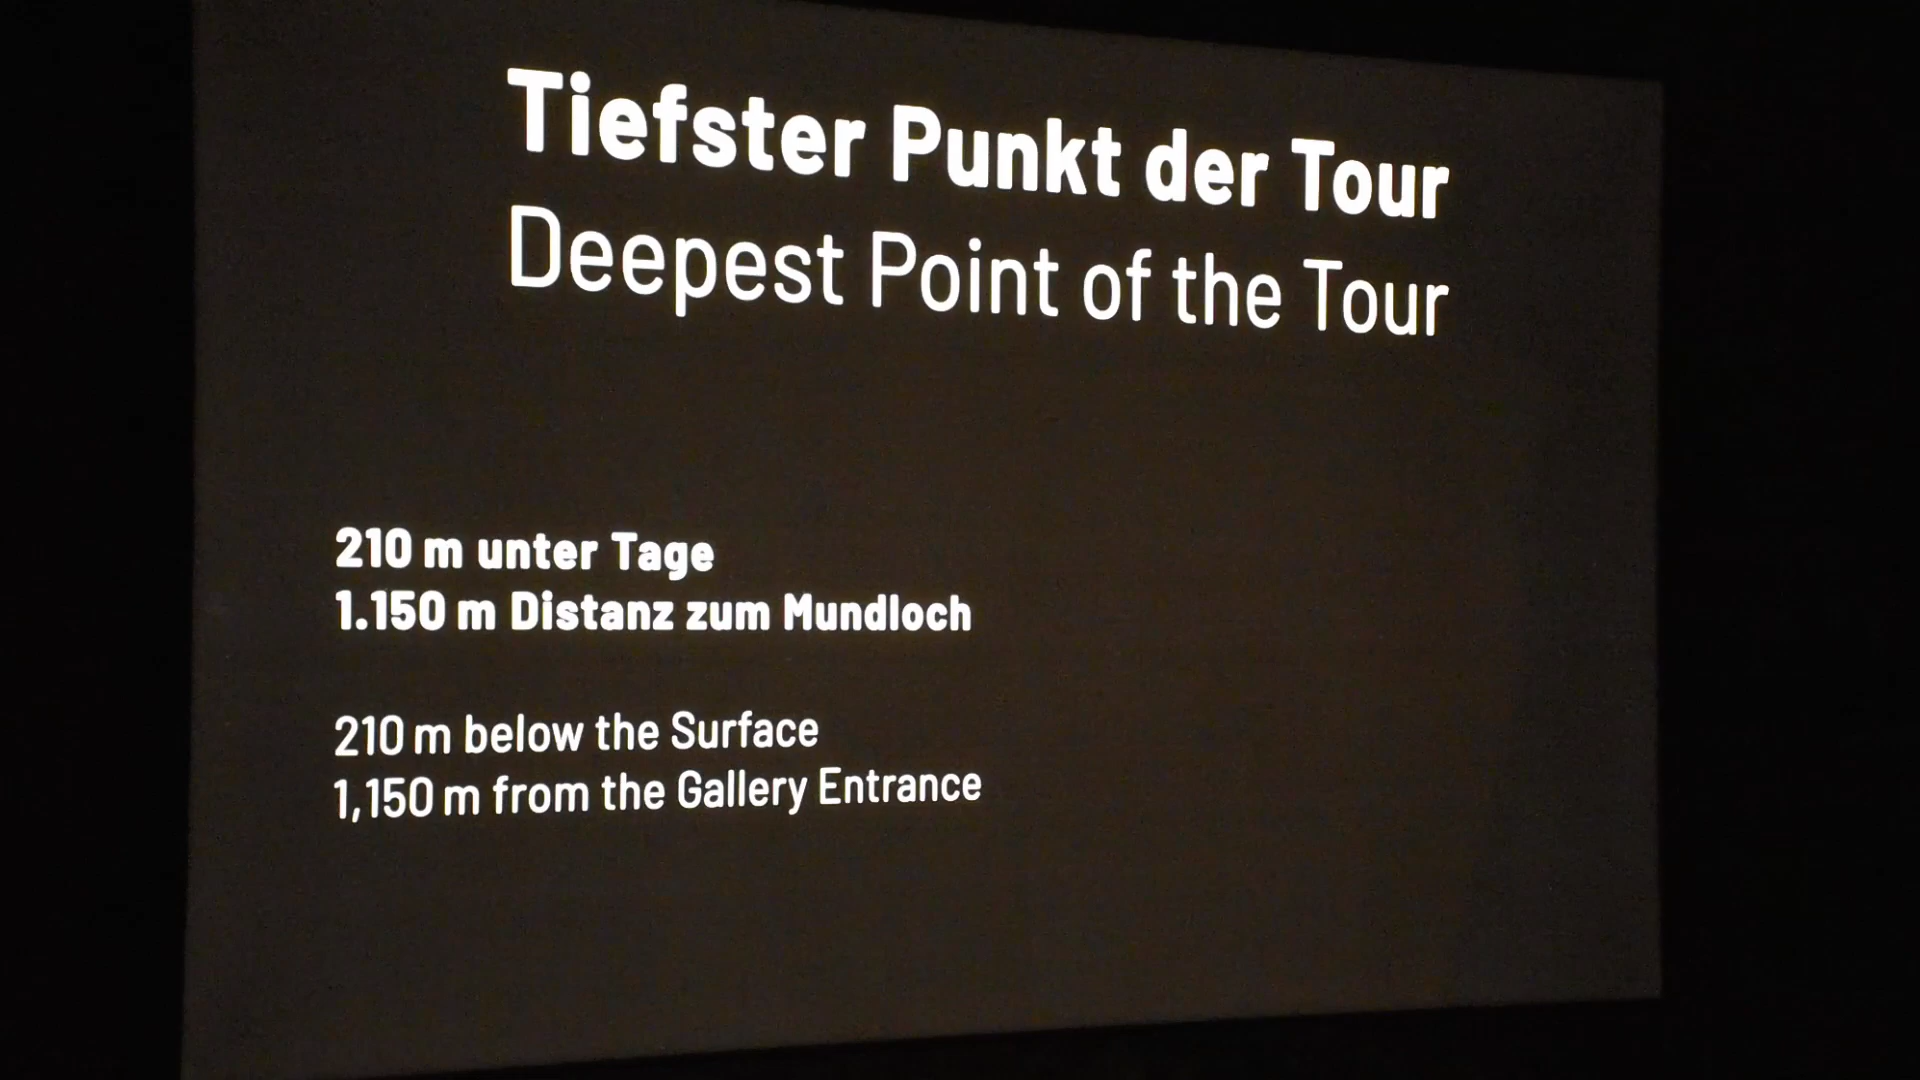 Tiefster Punkt der Tour
Deepest Point of the Tour
210 m unter Tage
1.150 m Distanz zum Mundloch
210 m below the Surface
1,150 m from the Gallery Entrance